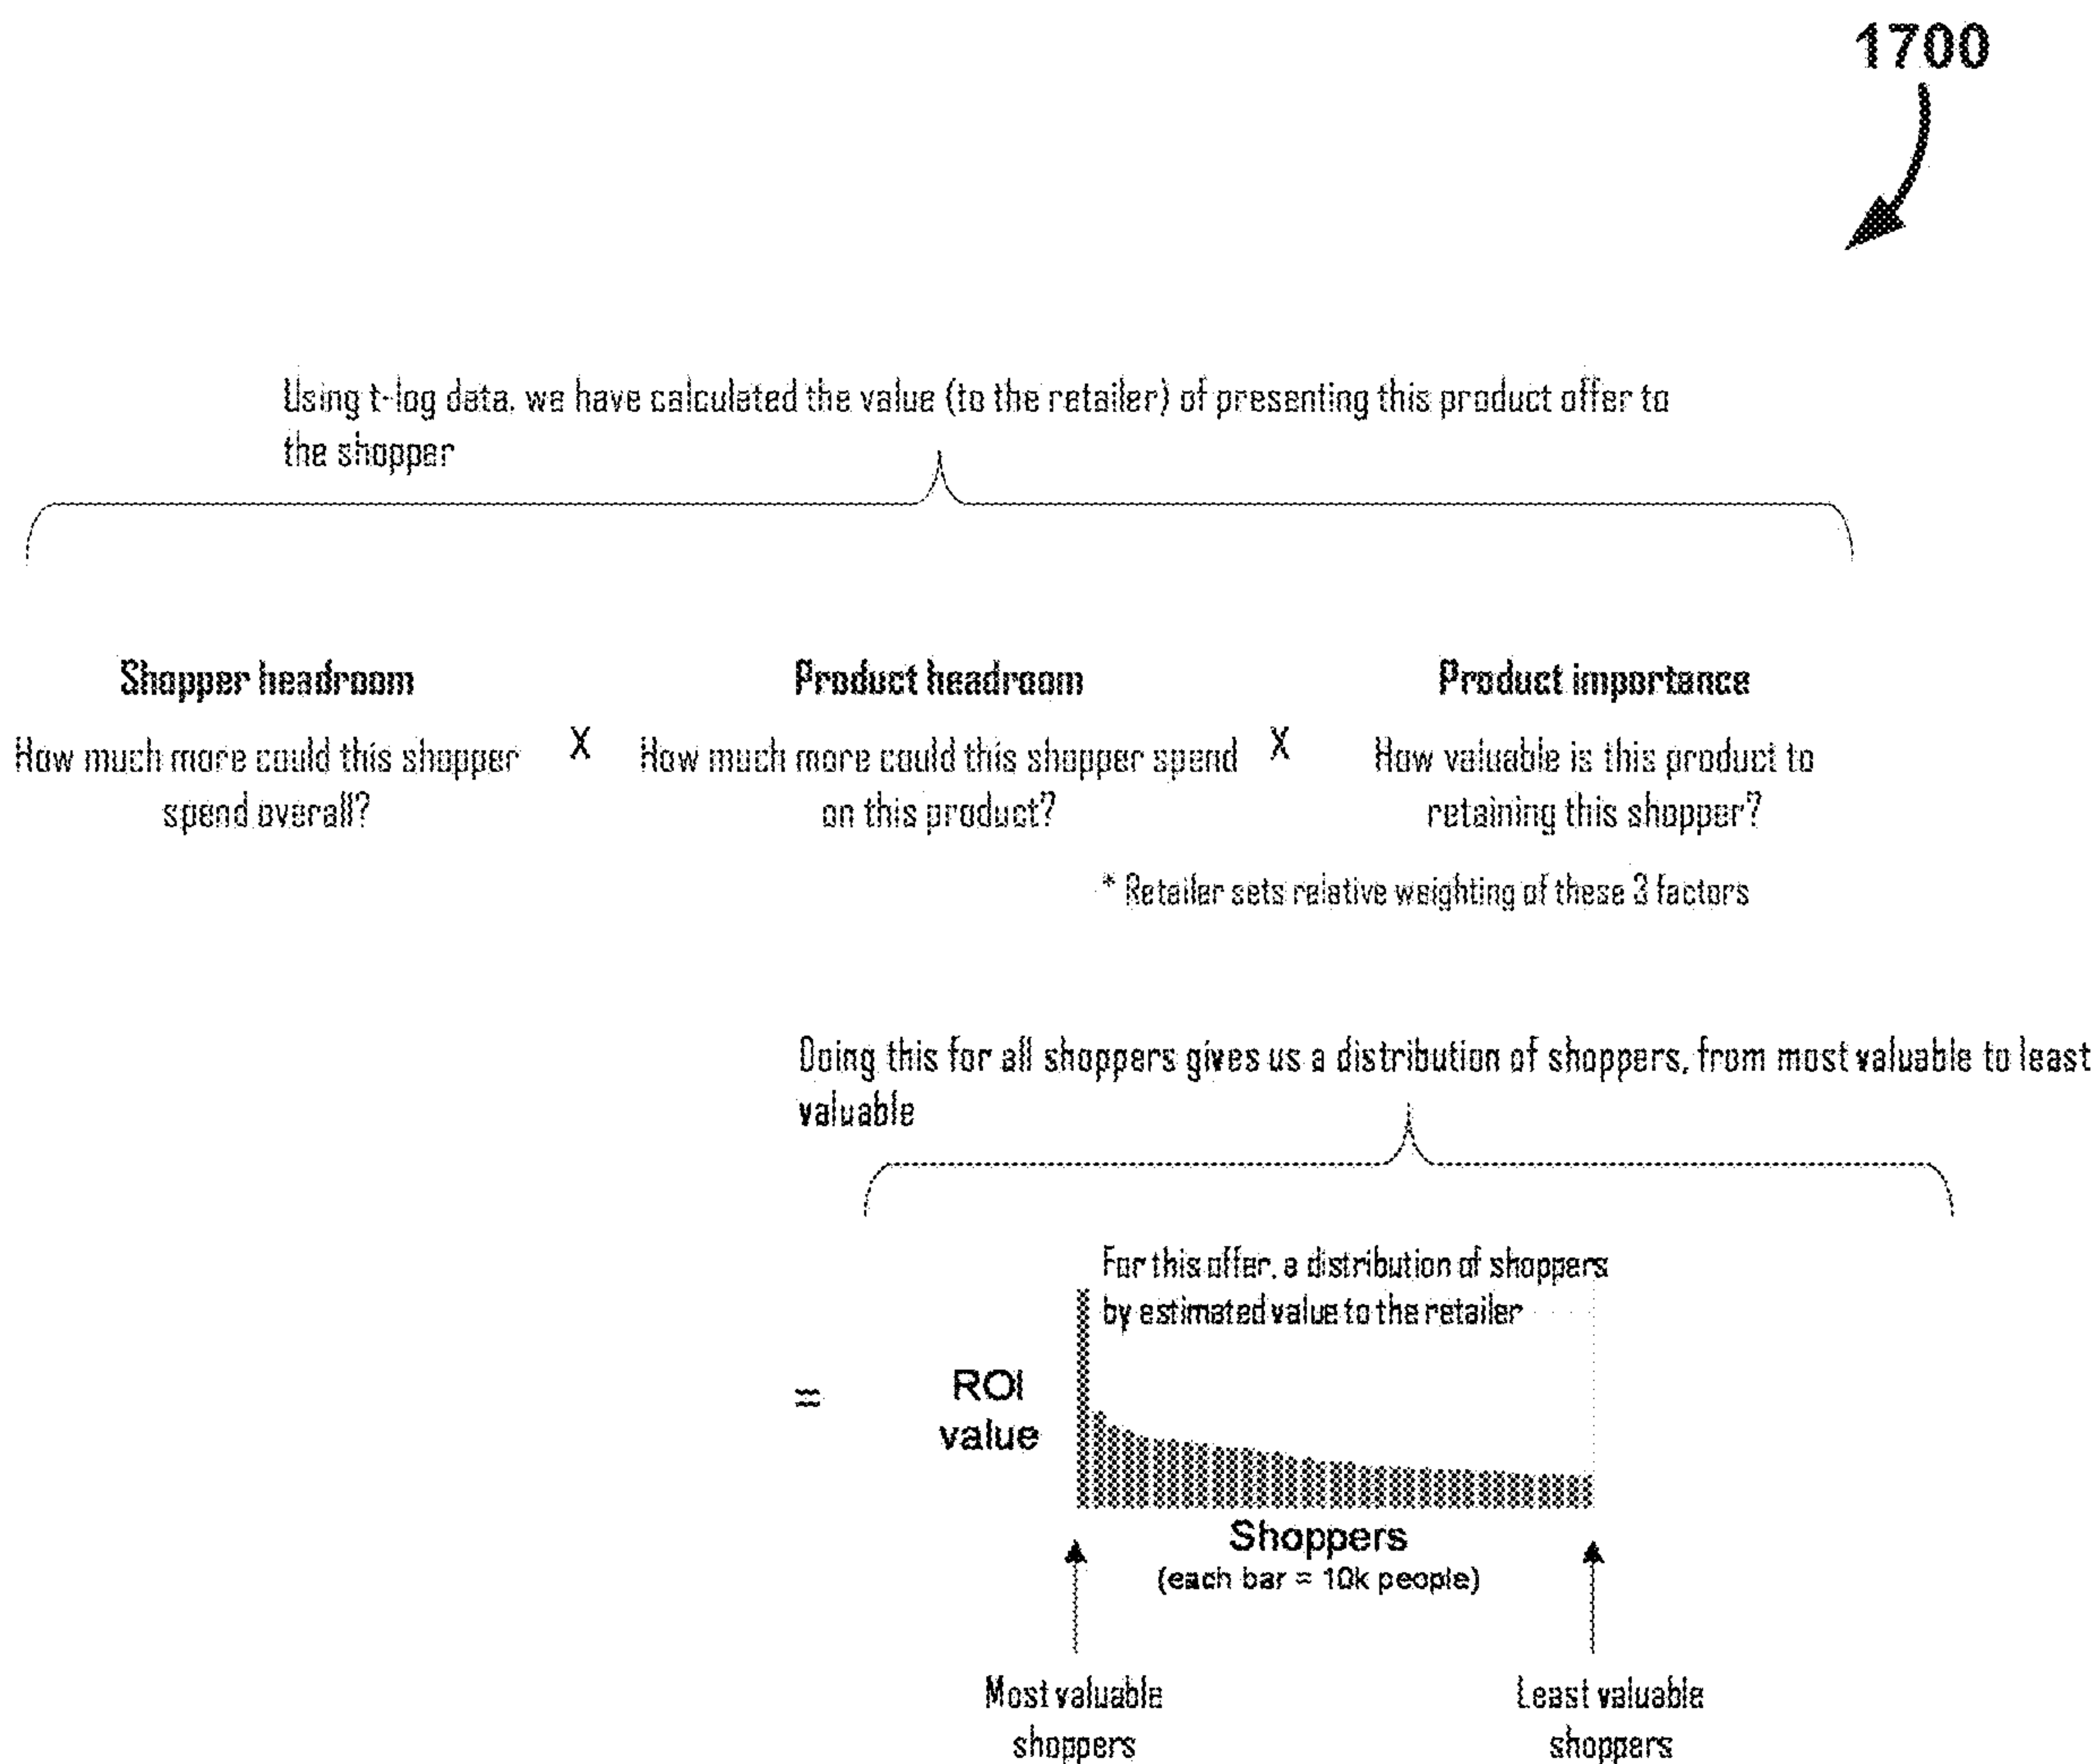 1700
Using t-log data, we have calculated the value (to the retailer) of presenting this product offer to
the shopper
Shopper headroom
How much more could this shopper
spend overall?
X
Product headroom
How much more could this shopper spend
on this product?
X
Product importance
How valuable is this product to
retaining this shopper?
* Retailer sets relative weighting of these 3 factors
Doing this for all shoppers gives us a distribution of shoppers, from most valuable to least
valuable
For this offer, a distribution of shoppers
by estimated value to the retailer
=
ROI
value
Shoppers
(each bar = 10k people)
Most valuable
shoppers
Least valuable
shoppers